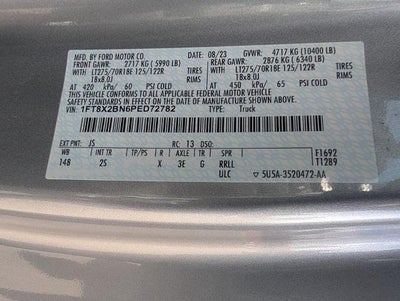 MFD. BY FORD MOTOR CO.
DATE: 08/23 GVWR: 4717 KG (10400 LB)
FRONT GAWR: 2717 KG (5990 LB) REAR GAWR: 2876 KG (6340 LB)
WITH LT275/70R18E 125/122R TIRES WITH LT275/70R18E 125/122R
18x8.0J RIMS 18x8.0J
AT 420 kPa/ 60 PSI COLD AT 450 kPa/ 65 PSI COLD
THIS VEHICLE CONFORMS TO ALL APPLICABLE FEDERAL MOTOR VEHICLE
SAFETY STANDARDS IN EFFECT ON THE DATE OF MANUFACTURE SHOWN ABOVE.
VIN: 1FT8X2BN6PED72782 TYPE: Truck
EXT PNT: JS RC: 13 DSO:
WB INT TR TP/PS R AXLE TR SPR F1692
148 2S X 3E G RRLL T12B9
ULC 5U5A-3520472-AA